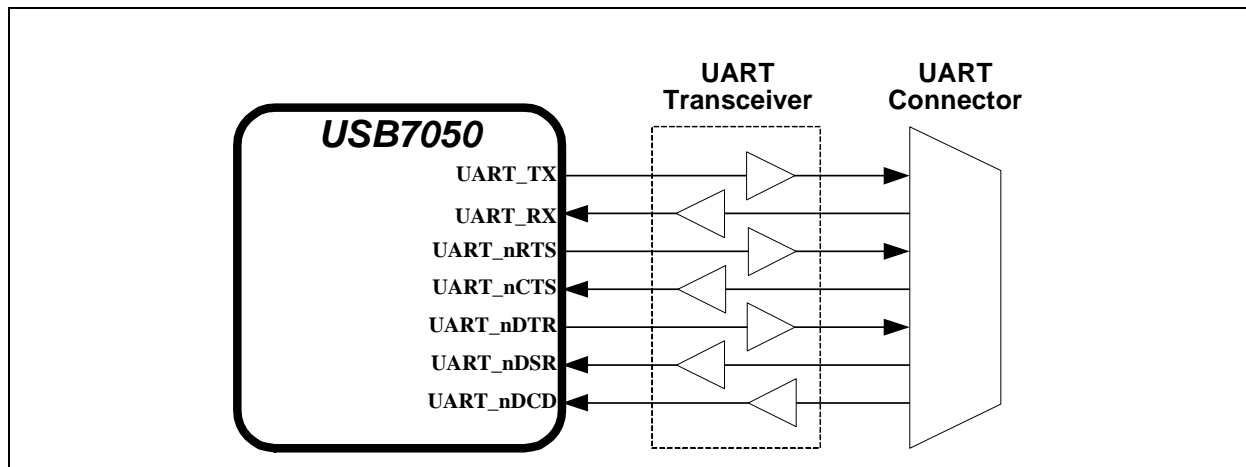 UART
Transceiver
UART
Connector
USB7050
UART_TX
UART_RX
UART_nRTS
UART_nCTS
UART_nDTR
UART_nDSR
UART_nDCD